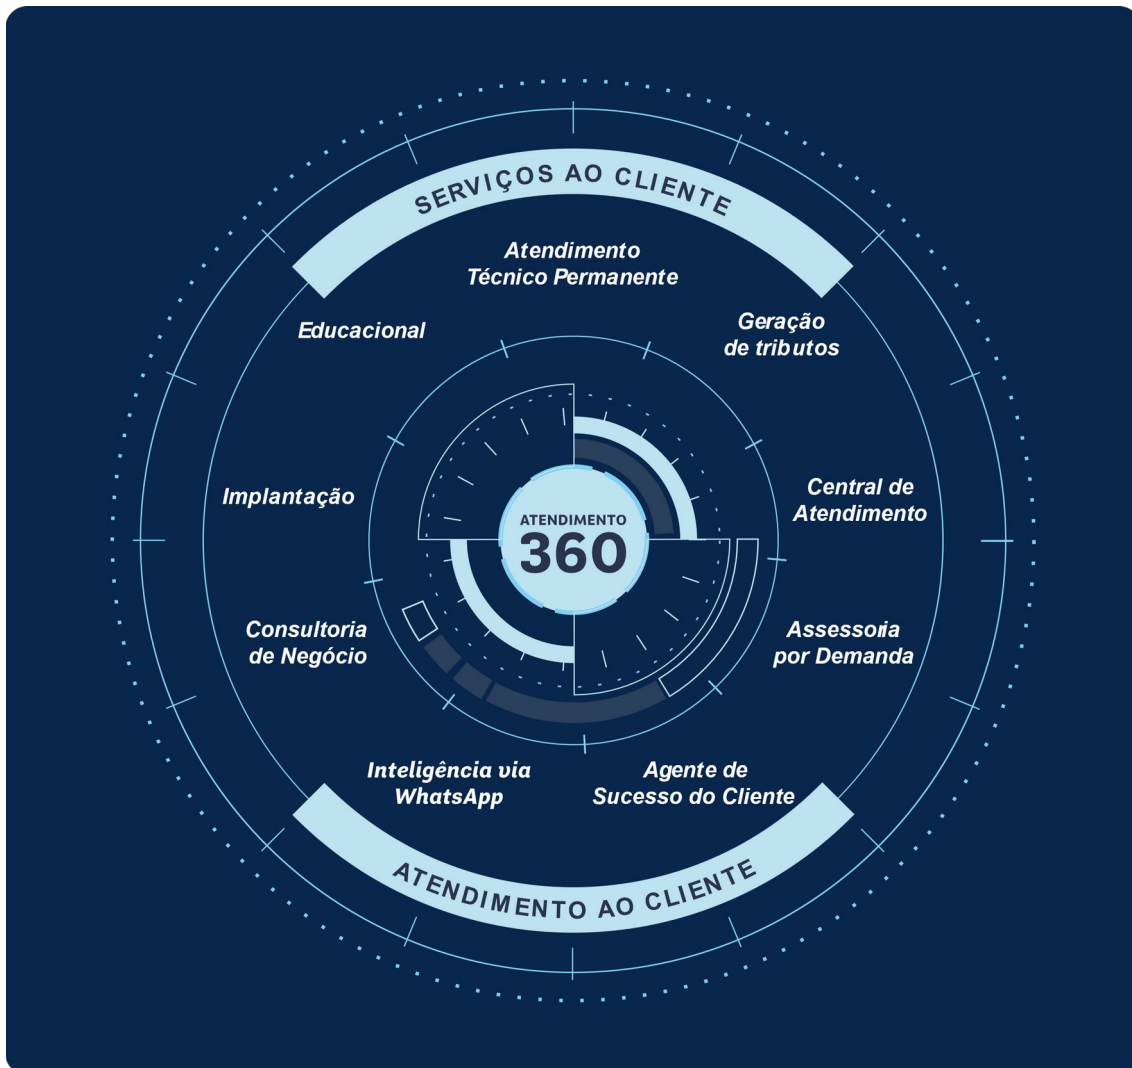 SERVIÇOS AO CLIENTE
Atendimento
Técnico Permanente
Educacional
Geração
de tributos
Implantação
Central de
Atendimento
ATENDIMENTO
360
Consultoria
de Negócio
Assessoria
por Demanda
Inteligência via
WhatsApp
Agente de
Sucesso do Cliente
ATENDIMENTO AO CLIENTE